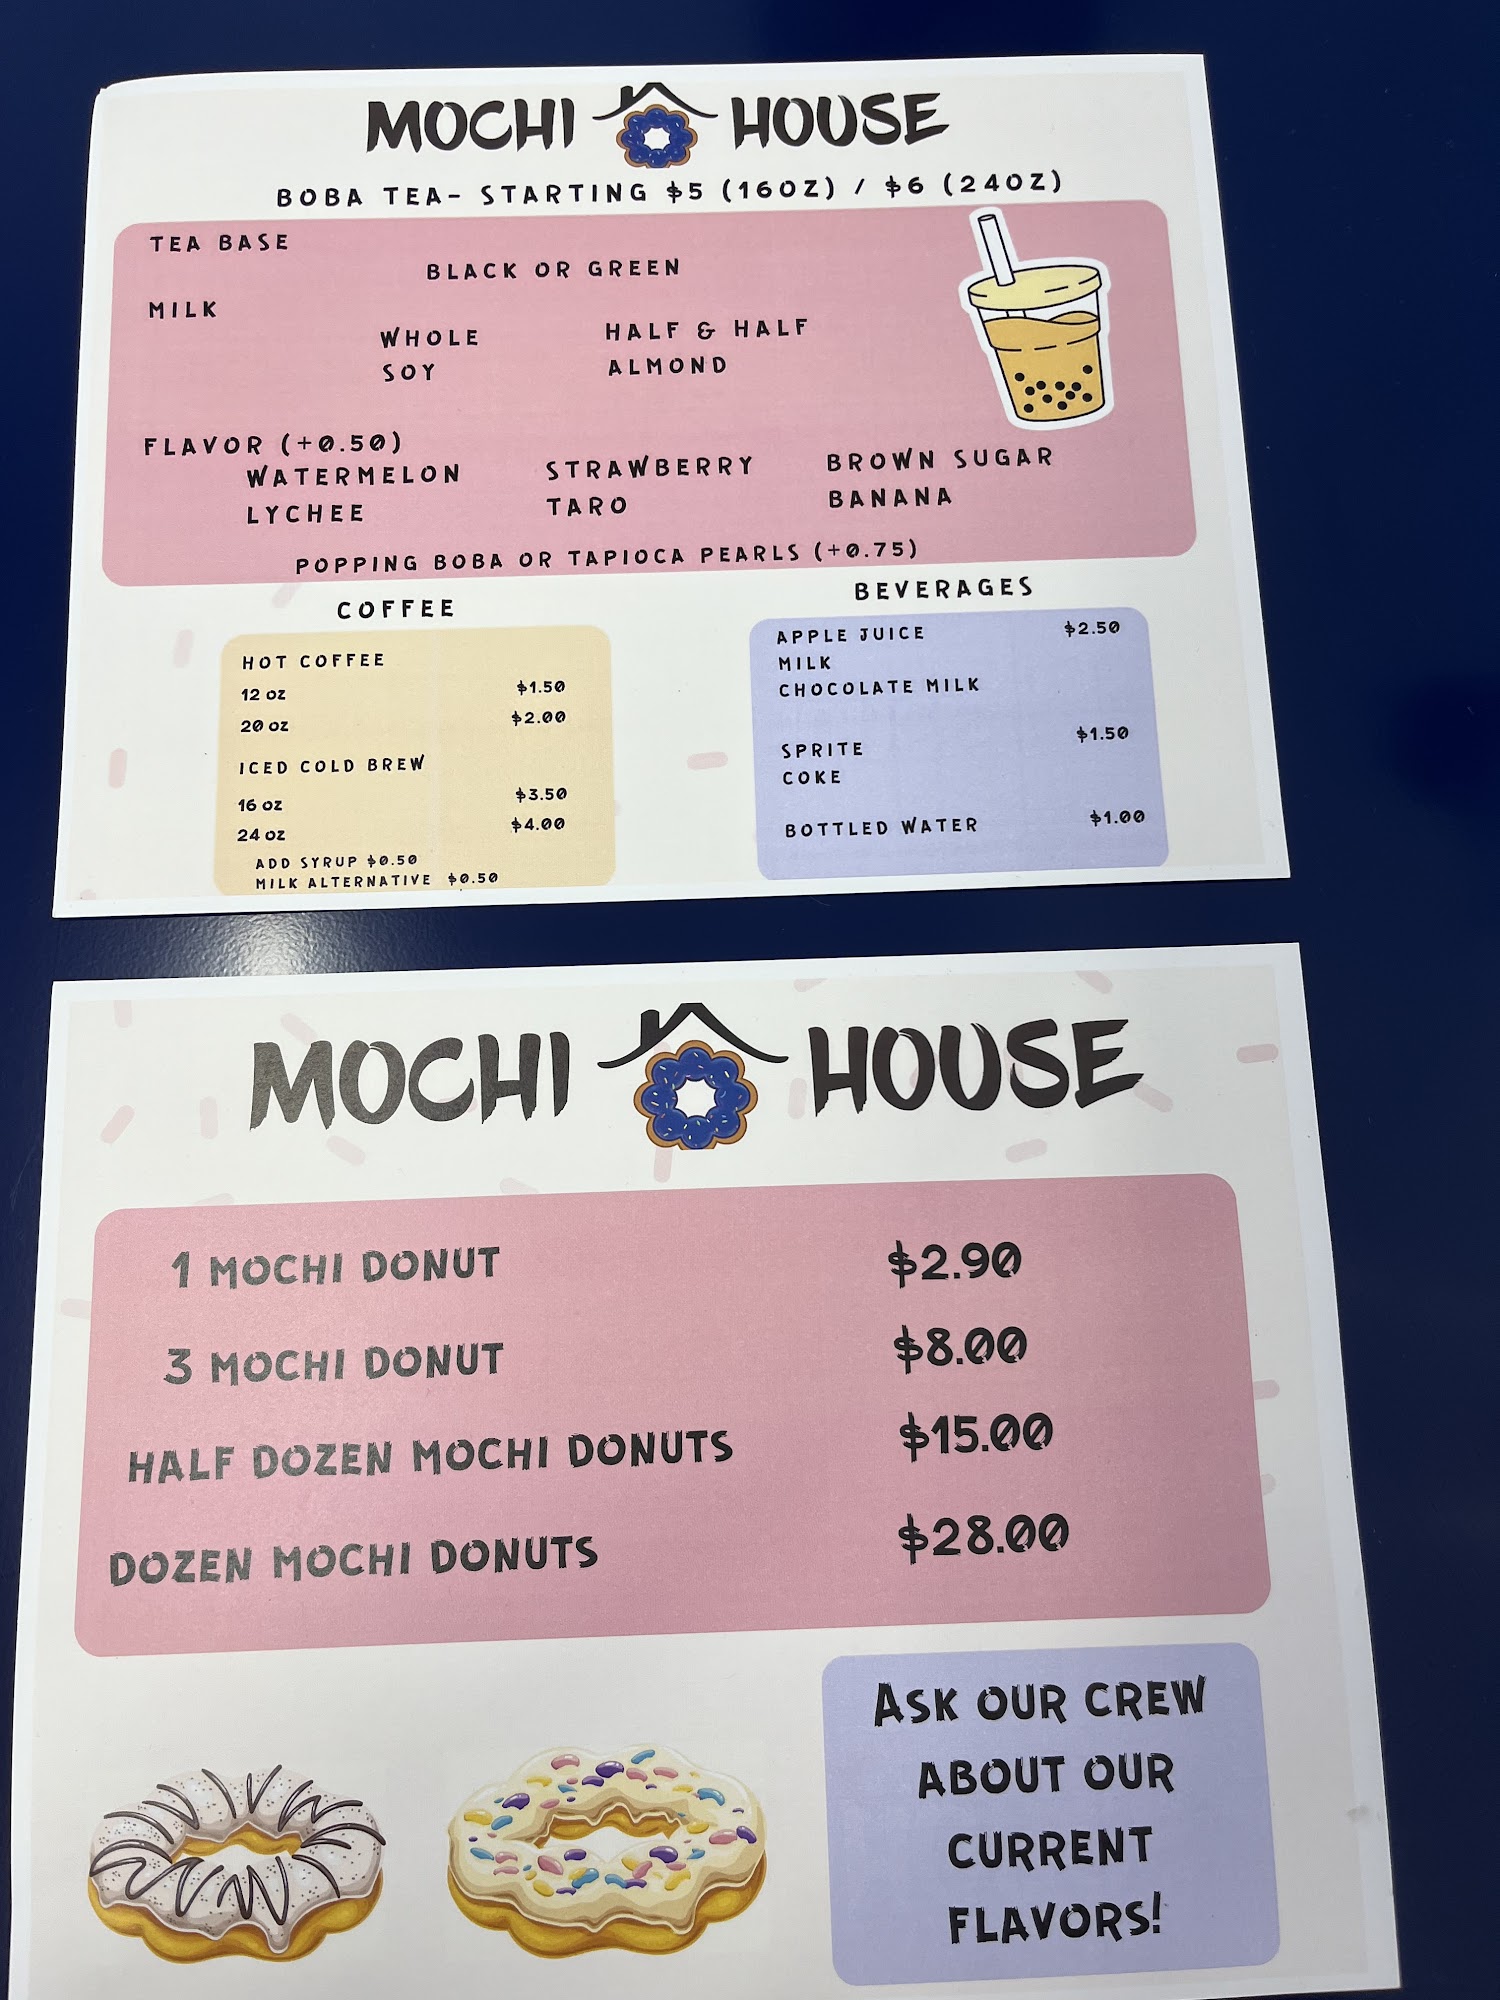 MOCHI HOUSE
BOBA TEA- STARTING $5 (16OZ) / $6 (24OZ)
TEA BASE
BLACK OR GREEN
MILK
WHOLE HALF & HALF
SOY ALMOND
FLAVOR (+0.50)
WATERMELON STRAWBERRY BROWN SUGAR
LYCHEE TARO BANANA
POPPING BOBA OR TAPIOCA PEARLS (+0.75)
COFFEE
HOT COFFEE
12 OZ $1.50
20 OZ $2.00
ICED COLD BREW
16 OZ $3.50
24 OZ $4.00
ADD SYRUP $0.50
MILK ALTERNATIVE $0.50
BEVERAGES
APPLE JUICE $2.50
MILK
CHOCOLATE MILK
$1.50
SPRITE
COKE
BOTTLED WATER $1.00
MOCHI HOUSE
1 MOCHI DONUT $2.90
3 MOCHI DONUT $8.00
HALF DOZEN MOCHI DONUTS $15.00
DOZEN MOCHI DONUTS $28.00
ASK OUR CREW
ABOUT OUR
CURRENT
FLAVORS!